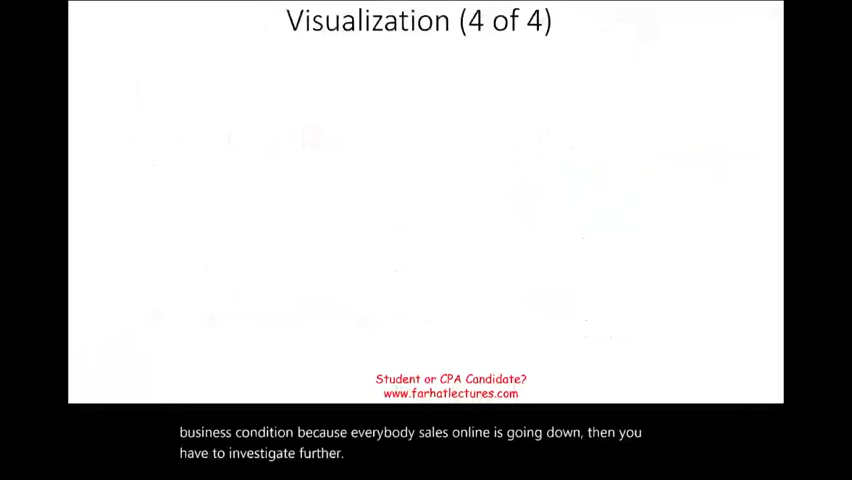 Visualization (4 of 4)
Student or CPA Candidate?
www.farhatlectures.com
business condition because everybody sales online is going down, then you
have to investigate further.